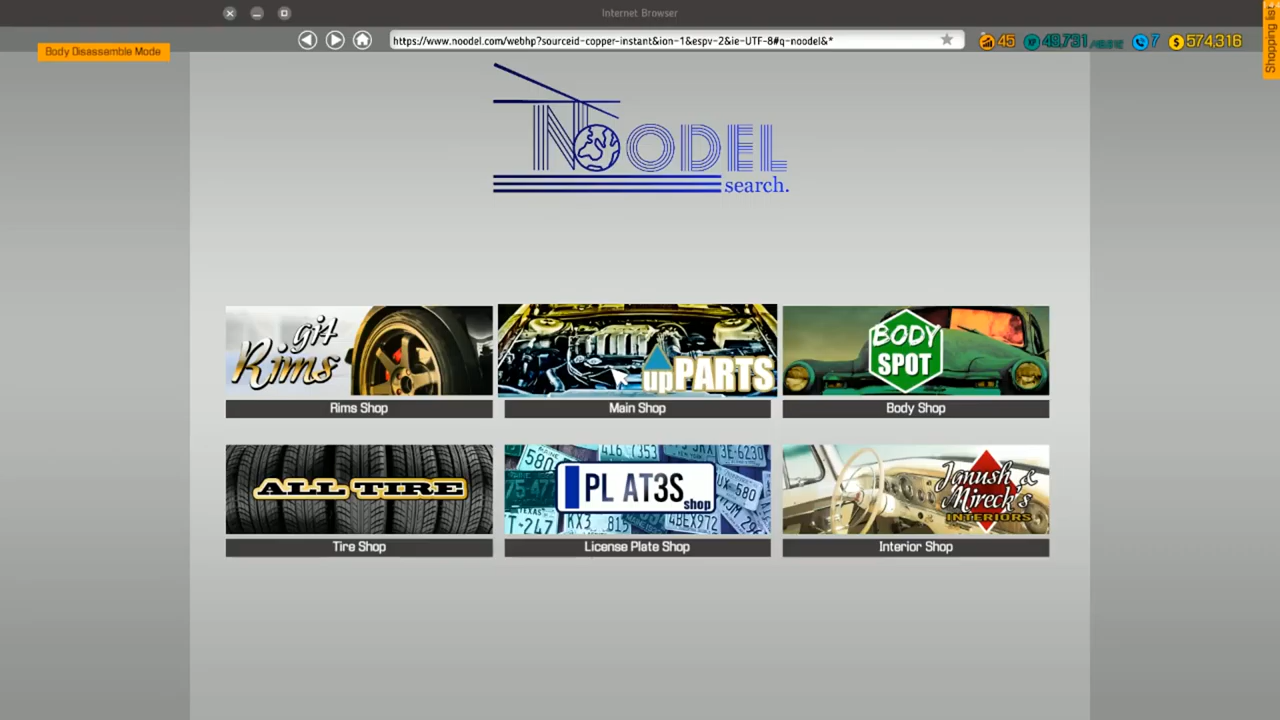 Internet Browser
Shopping list
Body Disassemble Mode
https://www.noodel.com/webhp?sourceid-copper-instant&ion-1&espv-2&ie-UTF-8#q-noodel&*
45
49,731
7
$ 574,316
NOODEL
search.
grt Rims
upPARTS
BODY SPOT
Rims Shop
Main Shop
Body Shop
ALL TIRE
PL AT3S
shop
Janush &
Mireck's
INTERIORS
Tire Shop
License Plate Shop
Interior Shop